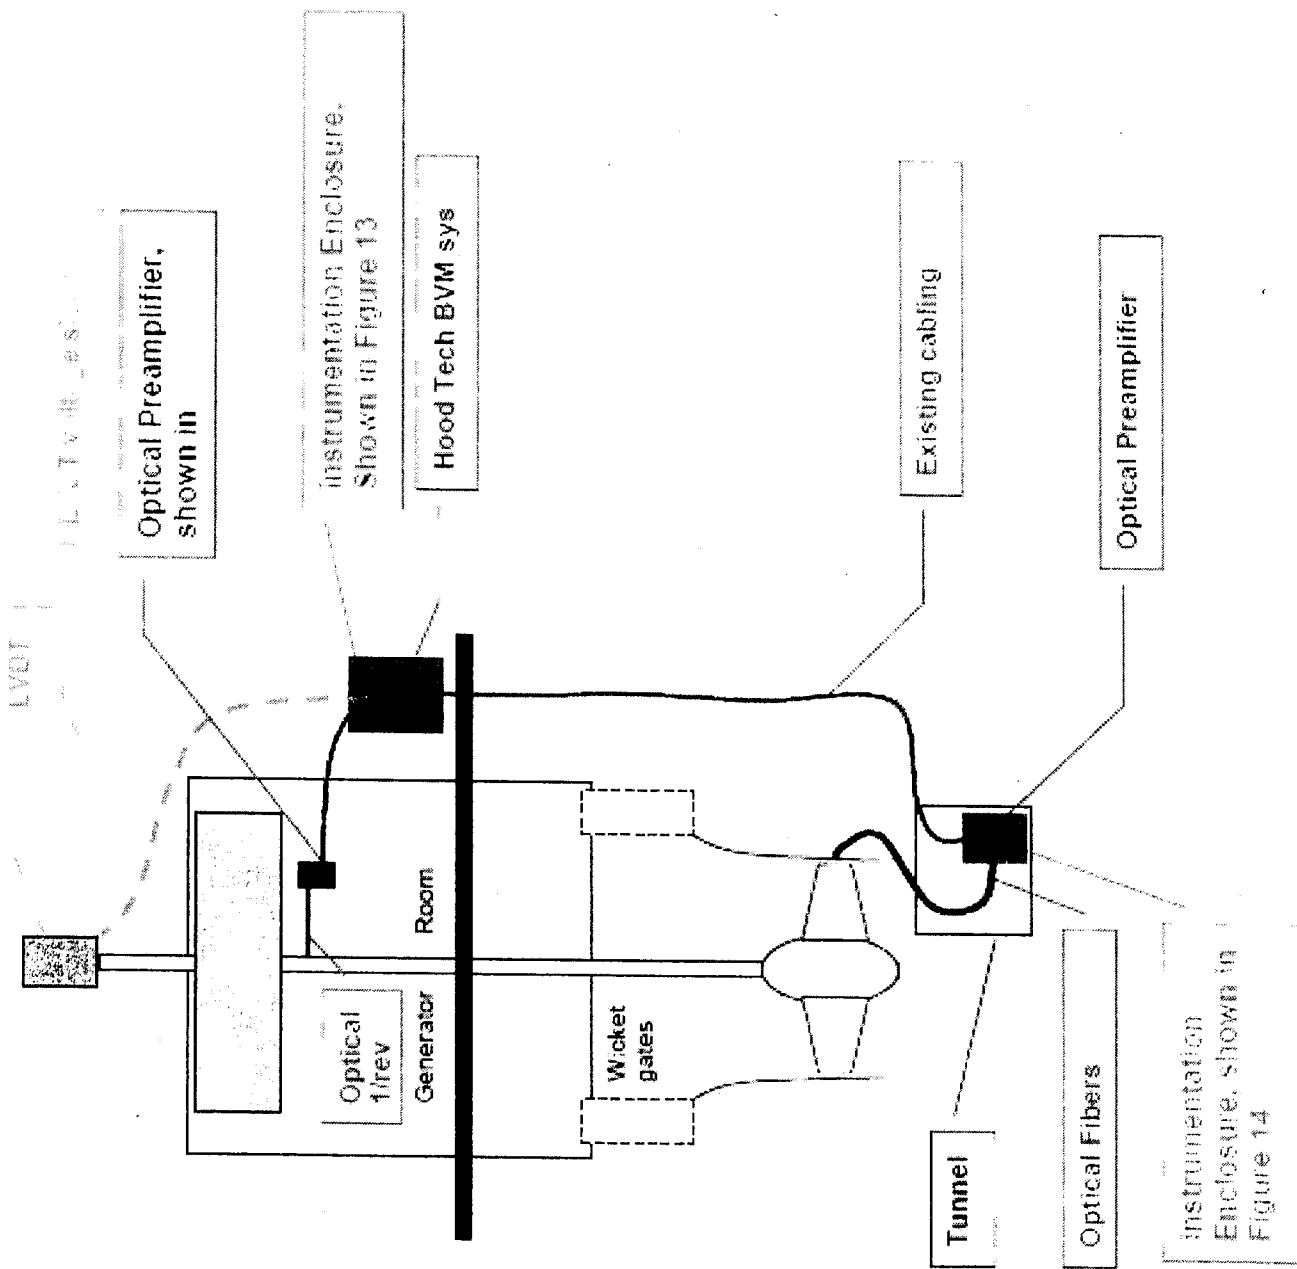 LVDT
Optical Preamplifier,
shown in
Instrumentation Enclosure.
Shown in Figure 13
Hood Tech BVM sys
Existing cabling
Optical Preamplifier
Optical
1/rev
Generator Room
Wicket
gates
Tunnel
Optical Fibers
Instrumentation
Enclosure, shown in
Figure 14